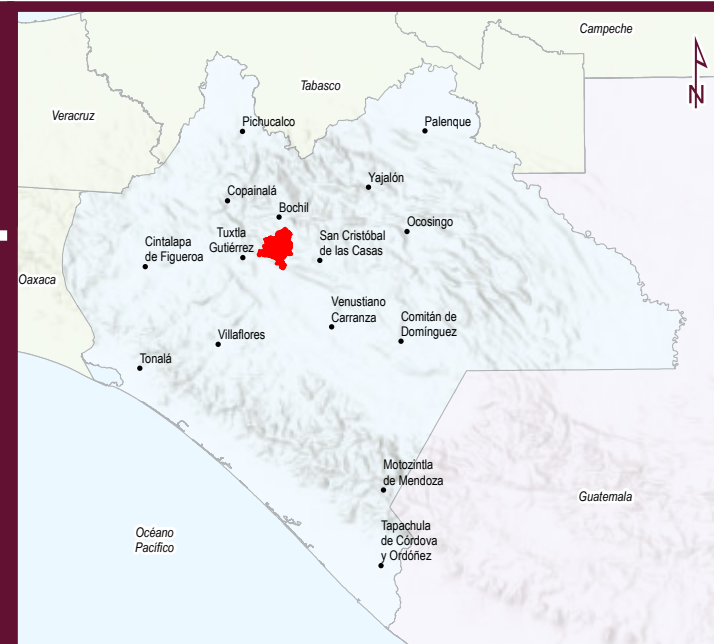 Campeche
Tabasco
Veracruz
N
Pichucalco
Palenque
Yajalón
Copainalá
Bochil
Ocosingo
Tuxtla
Gutiérrez
San Cristóbal
de las Casas
Cintalapa
de Figueroa
Oaxaca
Venustiano
Carranza
Comitán de
Domínguez
Villaflores
Tonalá
Motozintla
de Mendoza
Guatemala
Océano
Pacífico
Tapachula
de Córdova
y Ordóñez